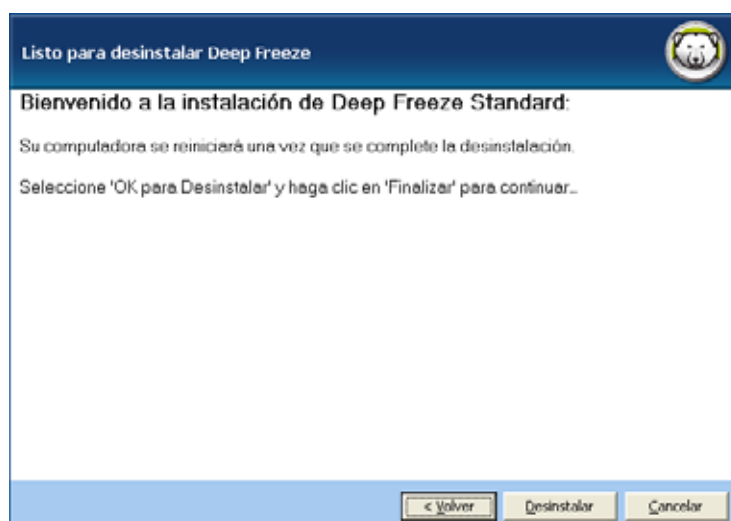 Listo para desinstalar Deep Freeze
Bienvenido a la instalación de Deep Freeze Standard:
Su computadora se reiniciará una vez que se complete la desinstalación.
Seleccione 'OK para Desinstalar' y haga clic en 'Finalizar' para continuar...
< Volver
Desinstalar
Cancelar